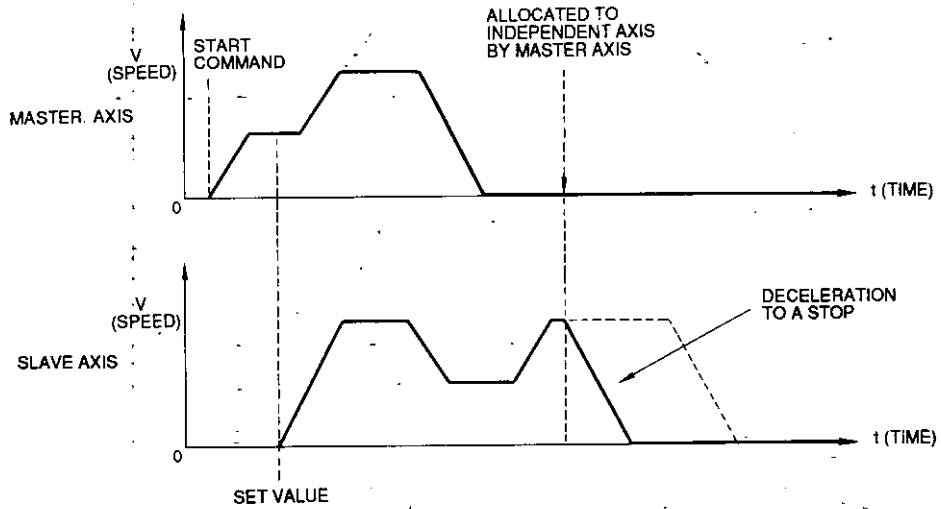 ALLOCATED TO
INDEPENDENT AXIS
BY MASTER AXIS
START
COMMAND
V
(SPEED)
MASTER. AXIS
0
t (TIME)
V
(SPEED)
DECELERATION
TO A STOP
SLAVE AXIS
0
t (TIME)
SET VALUE